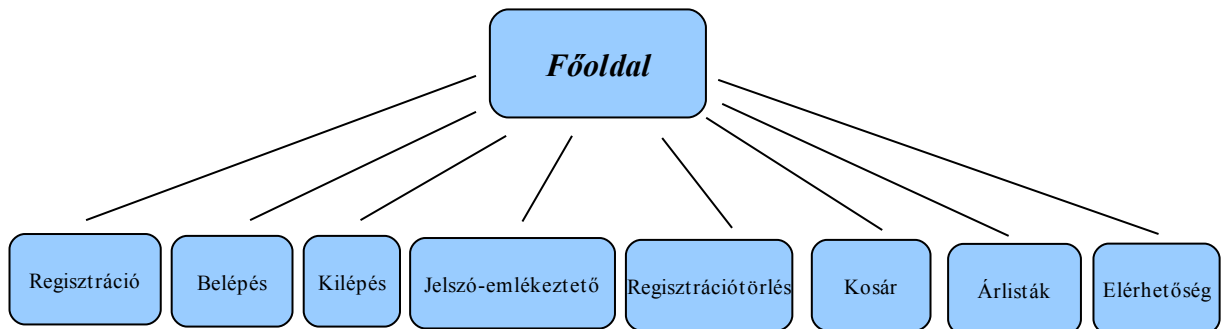 Főoldal
Regisztráció
Belépés
Kilépés
Jelszó-emlékeztető
Regisztrációtörlés
Kosár
Árlisták
Elérhetőség